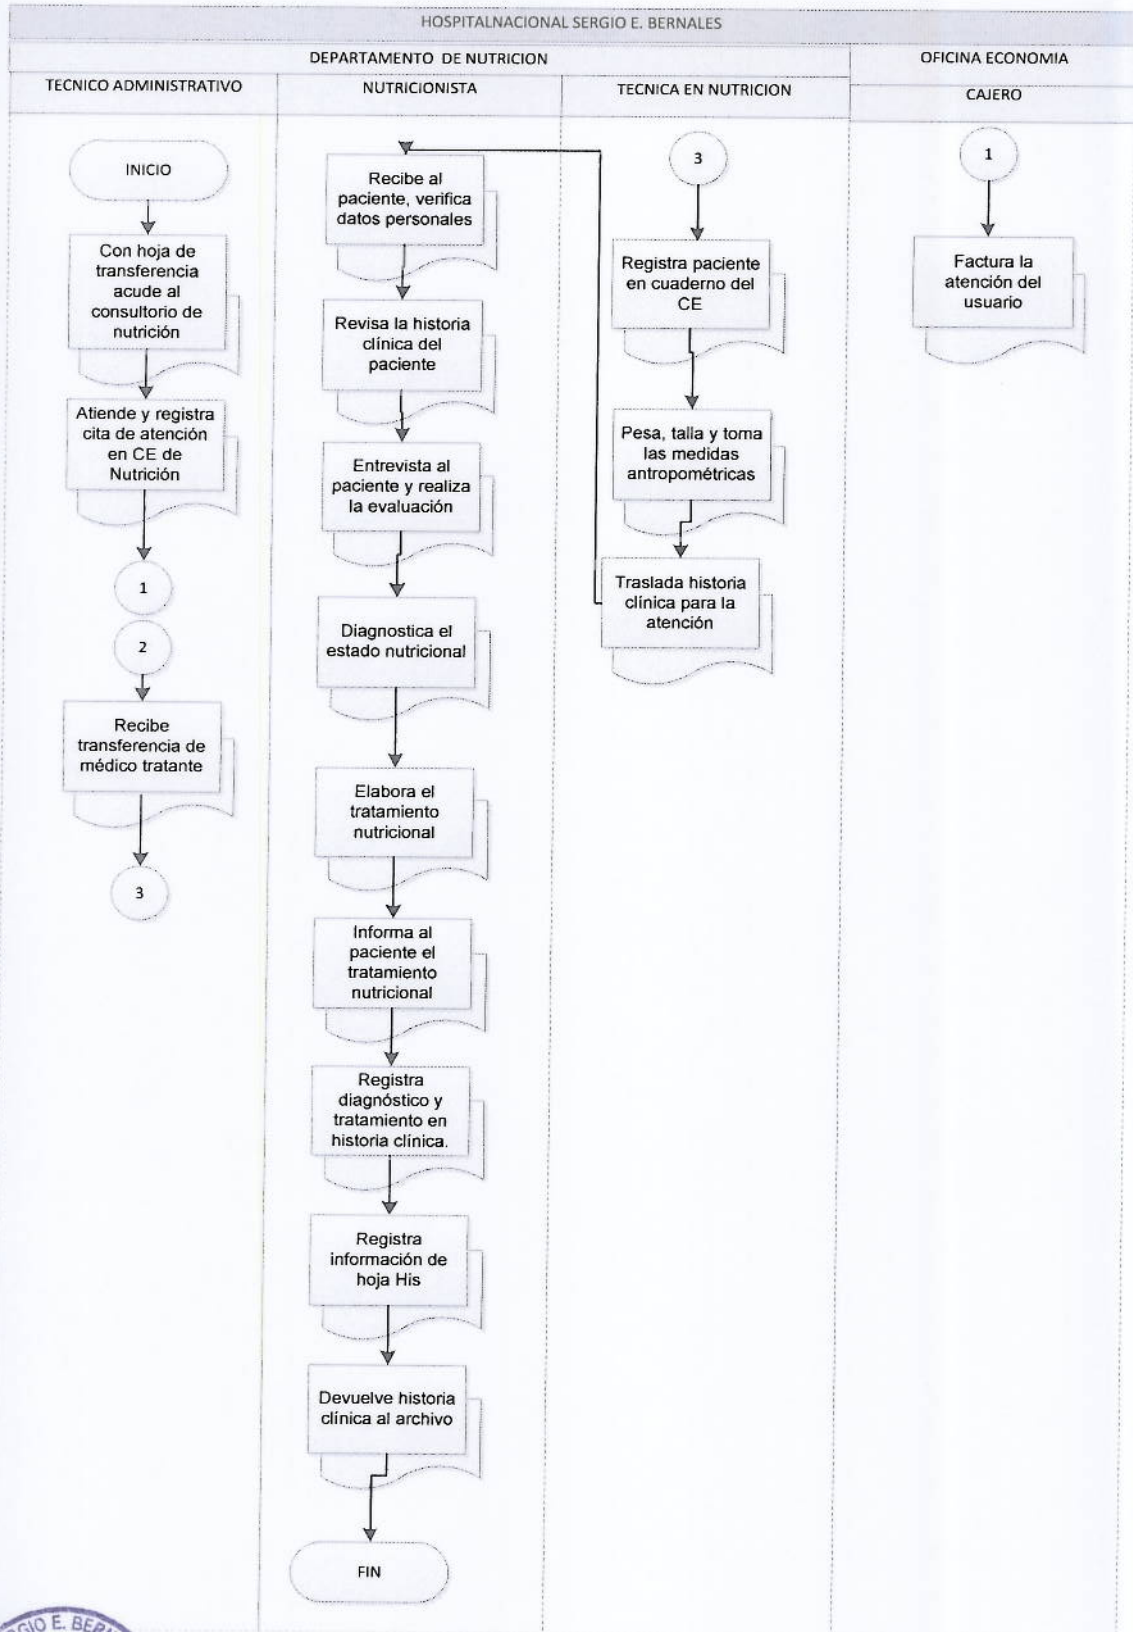 HOSPITALNACIONAL SERGIO E. BERNALES
DEPARTAMENTO DE NUTRICION
OFICINA ECONOMIA
TECNICO ADMINISTRATIVO
NUTRICIONISTA
TECNICA EN NUTRICION
CAJERO
INICIO
Con hoja de
transferencia
acude al
consultorio de
nutrición
Atiende y registra
cita de atención
en CE de
Nutrición
1
2
Recibe
transferencia de
médico tratante
3
Recibe al
paciente, verifica
datos personales
Revisa la historia
clínica del
paciente
Entrevista al
paciente y realiza
la evaluación
Diagnostica el
estado nutricional
Elabora el
tratamiento
nutricional
Informa al
paciente el
tratamiento
nutricional
Registra
diagnóstico y
tratamiento en
historia clínica.
Registra
información de
hoja His
Devuelve historia
clínica al archivo
FIN
3
Registra paciente
en cuaderno del
CE
Pesa, talla y toma
las medidas
antropométricas
Traslada historia
clínica para la
atención
1
Factura la
atención del
usuario
E.